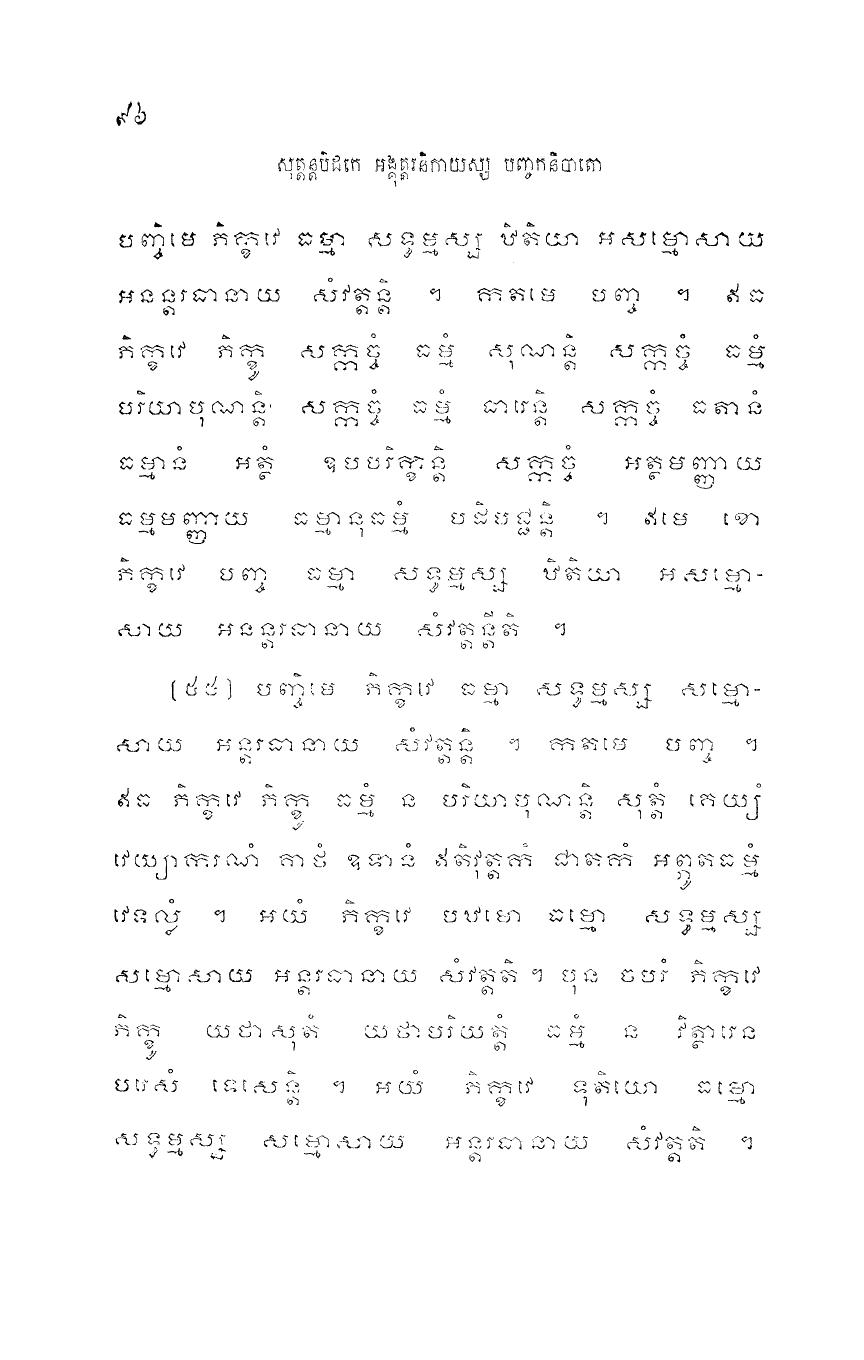 ៩៦
សុត្តន្តបិដកេ អង្គុត្តរនិកាយស្ស បញ្ចកនិបាតោ
បញ្ចិមេ ភិក្ខវេ ធម្មា សទ្ធម្មស្ស ឋិតិយា អសម្មោសាយ
អនន្តរធានាយ សំវត្តន្តិ ។ កតមេ បញ្ច ។ ឥធ
ភិក្ខវេ ភិក្ខូ សក្កច្ចំ ធម្មំ សុណន្តិ សក្កច្ចំ ធម្មំ
បរិយាបុណន្តិ សក្កច្ចំ ធម្មំ ធារេន្តិ សក្កច្ចំ ធតានំ
ធម្មានំ អត្ថំ ឧបបរិក្ខន្តិ សក្កច្ចំ អត្ថមញ្ញាយ
ធម្មមញ្ញាយ ធម្មានុធម្មំ បដិបជ្ជន្តិ ។ ឥមេ ខោ
ភិក្ខវេ បញ្ច ធម្មា សទ្ធម្មស្ស ឋិតិយា អសម្មោ-
សាយ អនន្តរធានាយ សំវត្តន្តីតិ ។
(៥៥) បញ្ចិមេ ភិក្ខវេ ធម្មា សទ្ធម្មស្ស សម្មោ-
សាយ អន្តរធានាយ សំវត្តន្តិ ។ កតមេ បញ្ច ។
ឥធ ភិក្ខវេ ភិក្ខូ ធម្មំ ន បរិយាបុណន្តិ សុត្តំ គេយ្យំ
វេយ្យាករណំ គាថំ ឧទានំ ឥតិវុត្តកំ ជាតកំ អព្ភូតធម្មំ
វេទល្លំ ។ អយំ ភិក្ខវេ បឋមោ ធម្មោ សទ្ធម្មស្ស
សម្មោសាយ អន្តរធានាយ សំវត្តតិ ។ បុន ចបរំ ភិក្ខវេ
ភិក្ខូ យថាសុតំ យថាបរិយត្តំ ធម្មំ ន វិត្ថារេន
បរេសំ ទេសេន្តិ ។ អយំ ភិក្ខវេ ទុតិយោ ធម្មោ
សទ្ធម្មស្ស សម្មោសាយ អន្តរធានាយ សំវត្តតិ ។